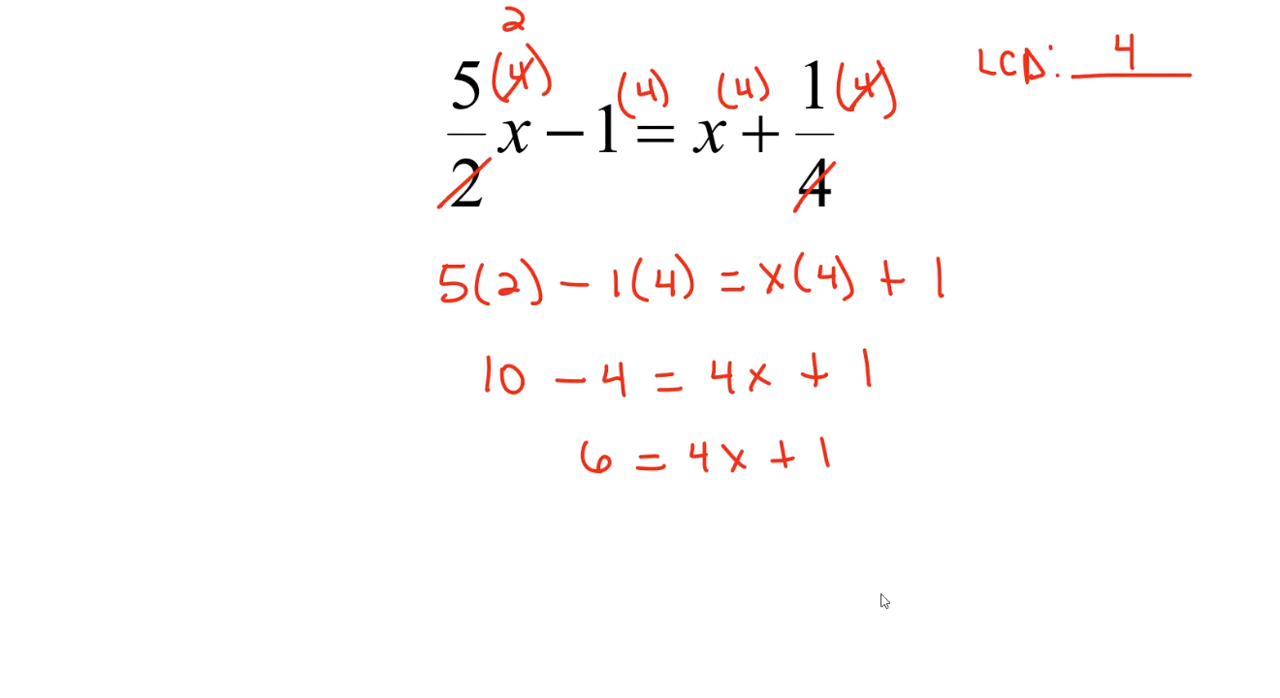 2
5/2 (4) x − 1 (4) = (4) x + 1/4 (4)
LCD: 4
5(2) − 1(4) = x(4) + 1
10 − 4 = 4x + 1
6 = 4x + 1